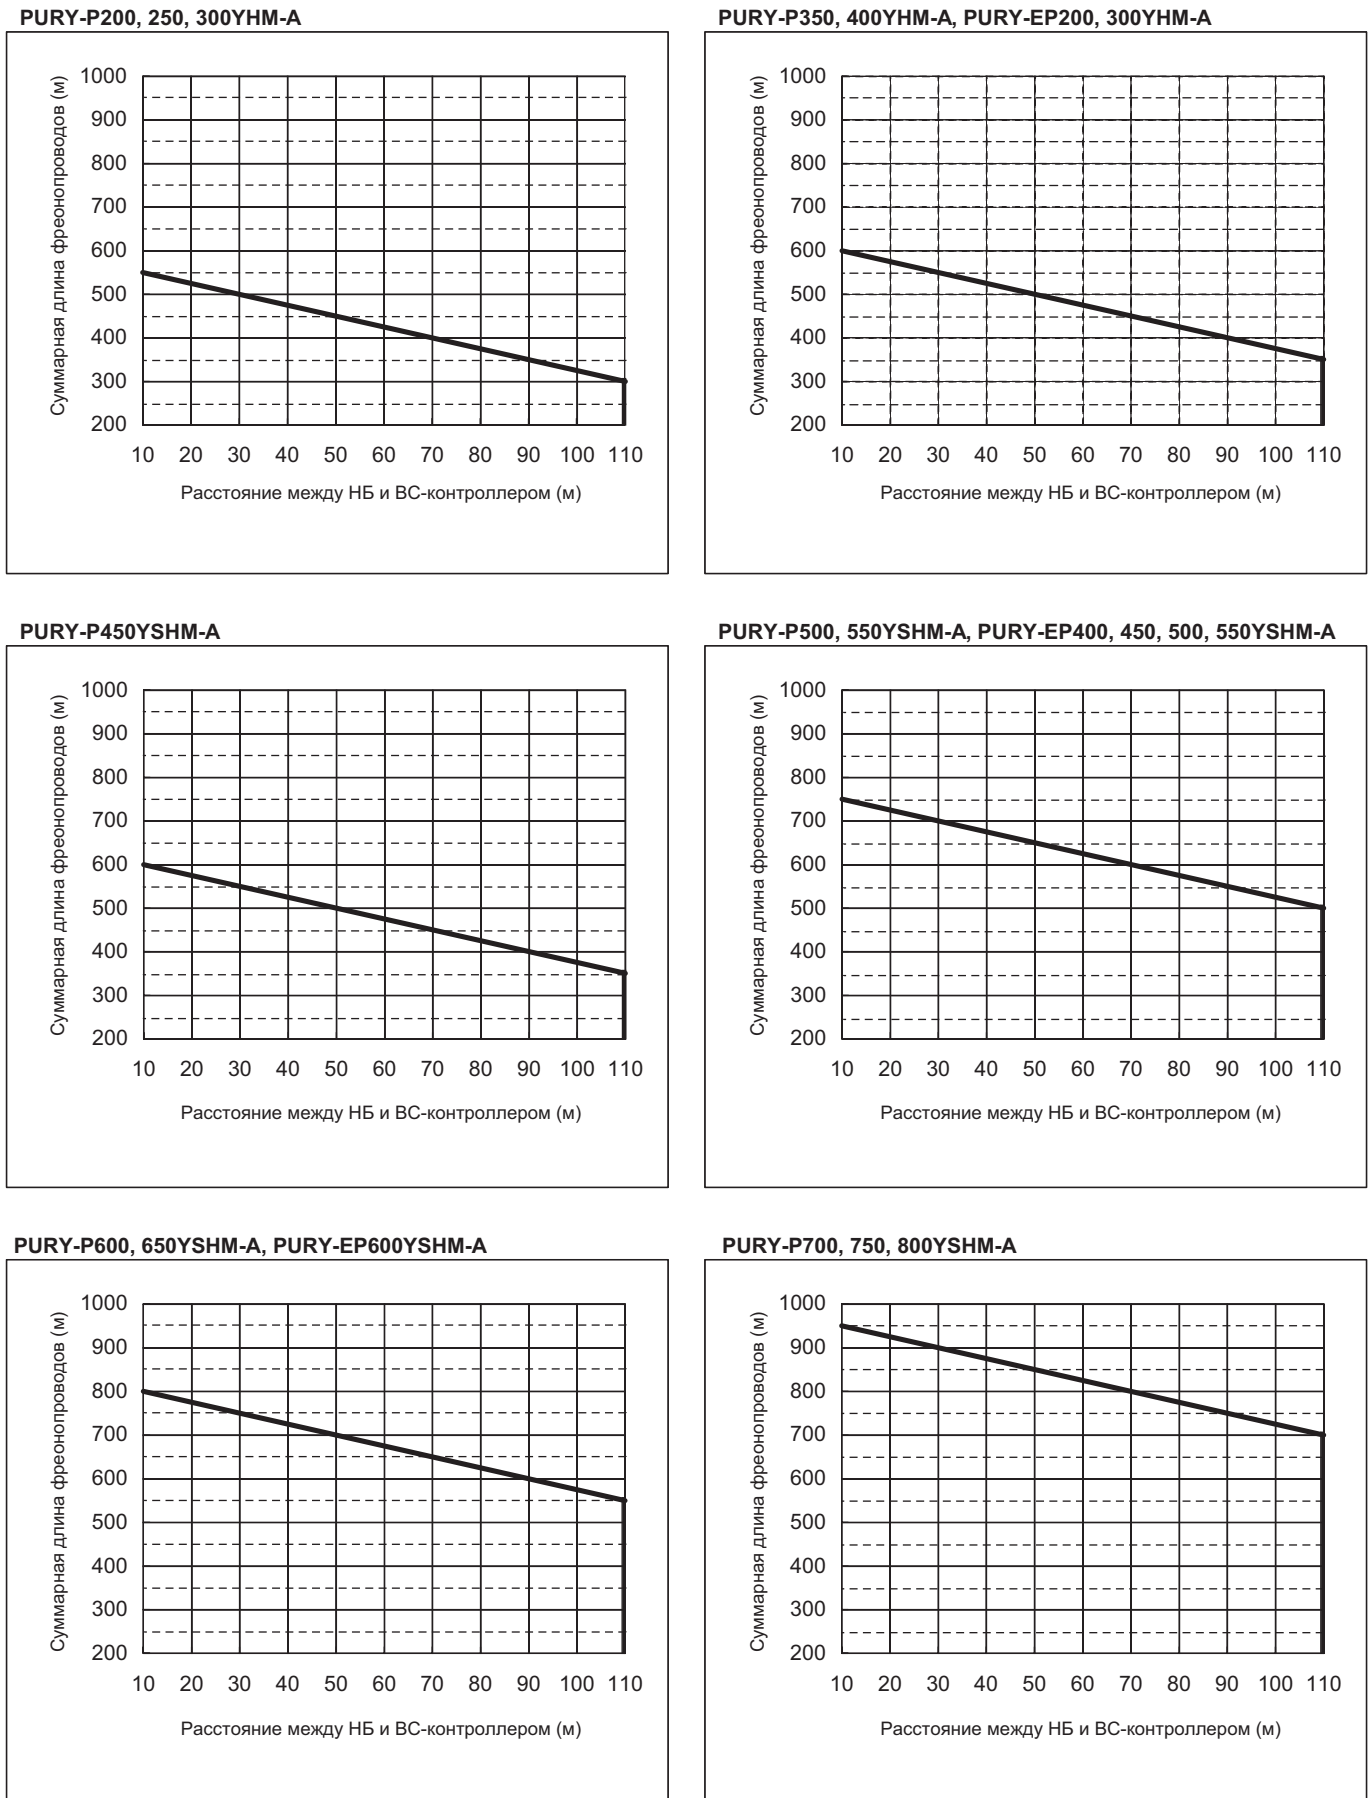 PURY-P200, 250, 300YHM-A
Суммарная длина фреонопроводов (м)
1000
900
800
700
600
500
400
300
200
10 20 30 40 50 60 70 80 90 100 110
Расстояние между НБ и ВС-контроллером (м)
PURY-P350, 400YHM-A, PURY-EP200, 300YHM-A
Суммарная длина фреонопроводов (м)
1000
900
800
700
600
500
400
300
200
10 20 30 40 50 60 70 80 90 100 110
Расстояние между НБ и ВС-контроллером (м)
PURY-P450YSHM-A
Суммарная длина фреонопроводов (м)
1000
900
800
700
600
500
400
300
200
10 20 30 40 50 60 70 80 90 100 110
Расстояние между НБ и ВС-контроллером (м)
PURY-P500, 550YSHM-A, PURY-EP400, 450, 500, 550YSHM-A
Суммарная длина фреонопроводов (м)
1000
900
800
700
600
500
400
300
200
10 20 30 40 50 60 70 80 90 100 110
Расстояние между НБ и ВС-контроллером (м)
PURY-P600, 650YSHM-A, PURY-EP600YSHM-A
Суммарная длина фреонопроводов (м)
1000
900
800
700
600
500
400
300
200
10 20 30 40 50 60 70 80 90 100 110
Расстояние между НБ и ВС-контроллером (м)
PURY-P700, 750, 800YSHM-A
Суммарная длина фреонопроводов (м)
1000
900
800
700
600
500
400
300
200
10 20 30 40 50 60 70 80 90 100 110
Расстояние между НБ и ВС-контроллером (м)